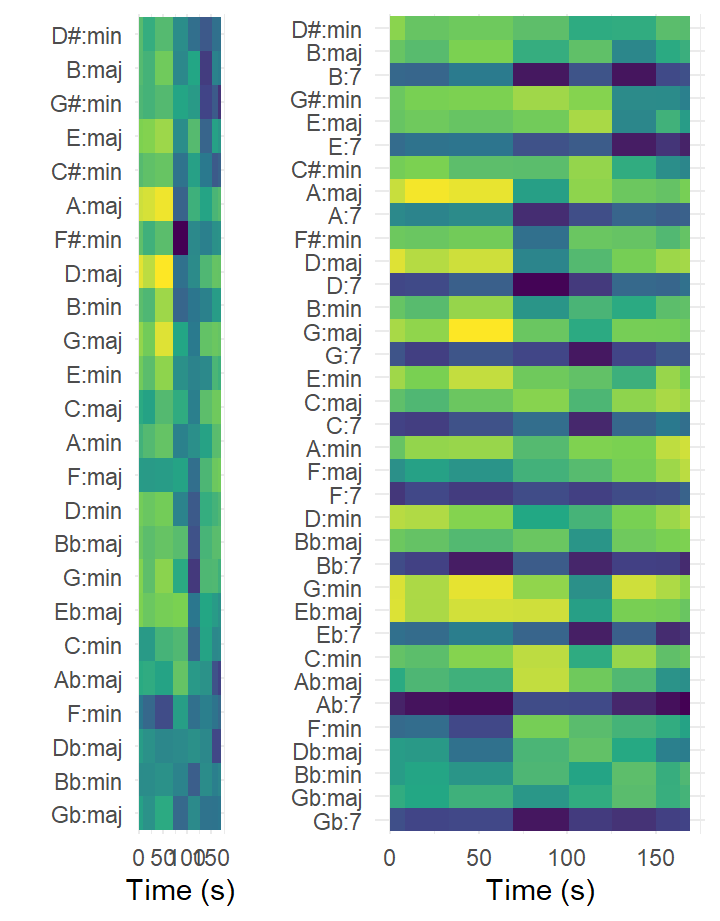 D#:min
B:maj
G#:min
E:maj
C#:min
A:maj
F#:min
D:maj
B:min
G:maj
E:min
C:maj
A:min
F:maj
D:min
Bb:maj
G:min
Eb:maj
C:min
Ab:maj
F:min
Db:maj
Bb:min
Gb:maj
0 50 100 150
Time (s)
D#:min
B:maj
B:7
G#:min
E:maj
E:7
C#:min
A:maj
A:7
F#:min
D:maj
D:7
B:min
G:maj
G:7
E:min
C:maj
C:7
A:min
F:maj
F:7
D:min
Bb:maj
Bb:7
G:min
Eb:maj
Eb:7
C:min
Ab:maj
Ab:7
F:min
Db:maj
Bb:min
Gb:maj
Gb:7
0 50 100 150
Time (s)